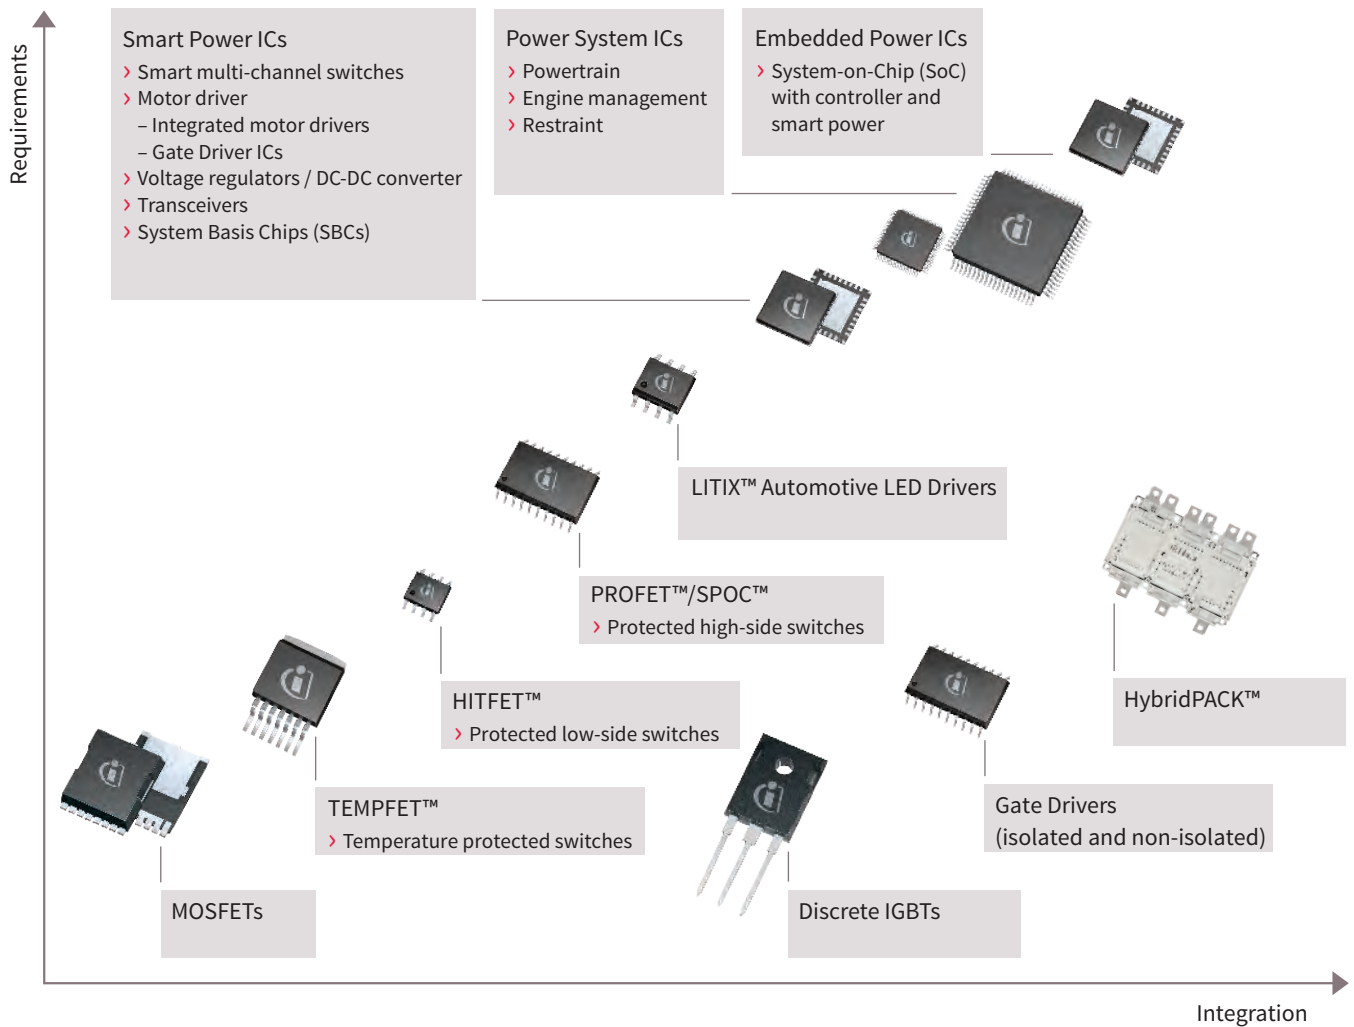 Requirements
Smart Power ICs
› Smart multi-channel switches
› Motor driver
– Integrated motor drivers
– Gate Driver ICs
› Voltage regulators / DC-DC converter
› Transceivers
› System Basis Chips (SBCs)
Power System ICs
› Powertrain
› Engine management
› Restraint
Embedded Power ICs
› System-on-Chip (SoC)
with controller and
smart power
LITIX™ Automotive LED Drivers
PROFET™/SPOC™
› Protected high-side switches
HITFET™
› Protected low-side switches
HybridPACK™
TEMPFET™
› Temperature protected switches
Gate Drivers
(isolated and non-isolated)
MOSFETs
Discrete IGBTs
Integration